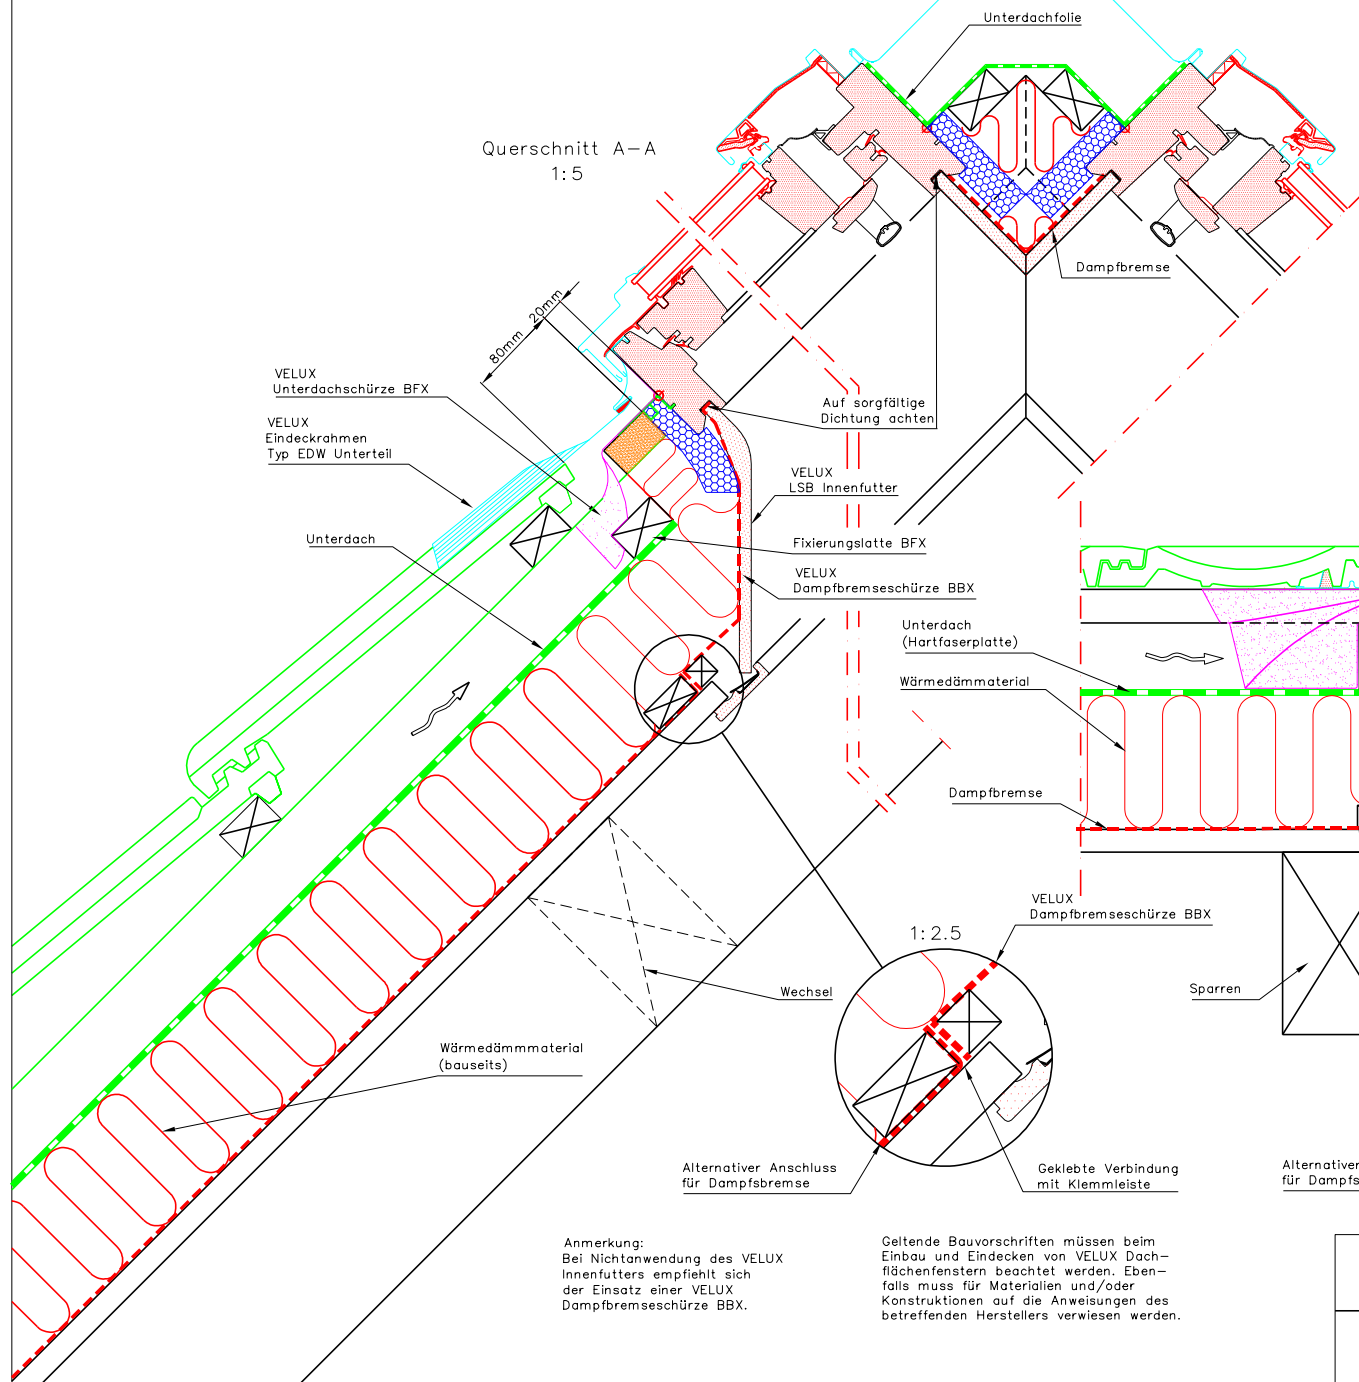 Unterdachfolie
Querschnitt A-A
1:5
Dampfbremse
20mm
80mm
VELUX
Unterdachschürze BFX
VELUX
Eindeckrahmen
Typ EDW Unterteil
Auf sorgfältige
Dichtung achten
VELUX
LSB Innenfutter
Unterdach
Fixierungslatte BFX
VELUX
Dampfbremseschürze BBX
Unterdach
(Hartfaserplatte)
Wärmedämmaterial
Dampfbremse
VELUX
Dampfbremseschürze BBX
1:2.5
Wechsel
Sparren
Wärmedämmmaterial
(bauseits)
Alternativer Anschluss
für Dampfsbremse
Geklebte Verbindung
mit Klemmleiste
Alternativer
für Dampfs
Anmerkung:
Bei Nichtanwendung des VELUX
Innenfutters empfiehlt sich
der Einsatz einer VELUX
Dampfbremseschürze BBX.
Geltende Bauvorschriften müssen beim
Einbau und Eindecken von VELUX Dach-
flächenfenstern beachtet werden. Eben-
falls muss für Materialien und/oder
Konstruktionen auf die Anweisungen des
betreffenden Herstellers verwiesen werden.